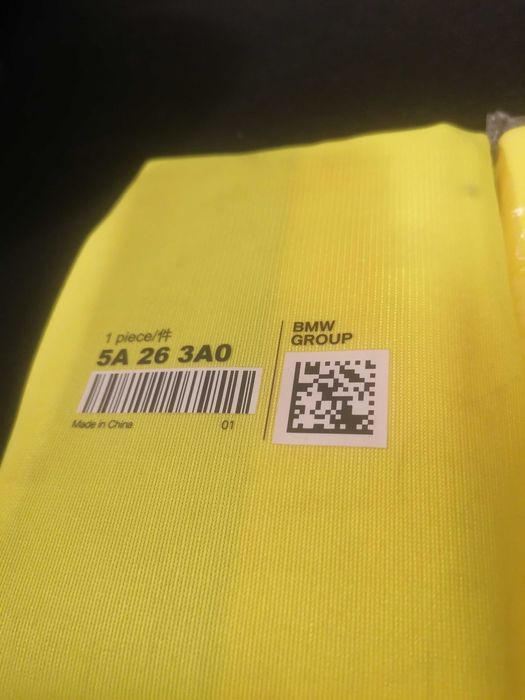 1 piece/件
5A 26 3A0
Made in China
01
BMW
GROUP